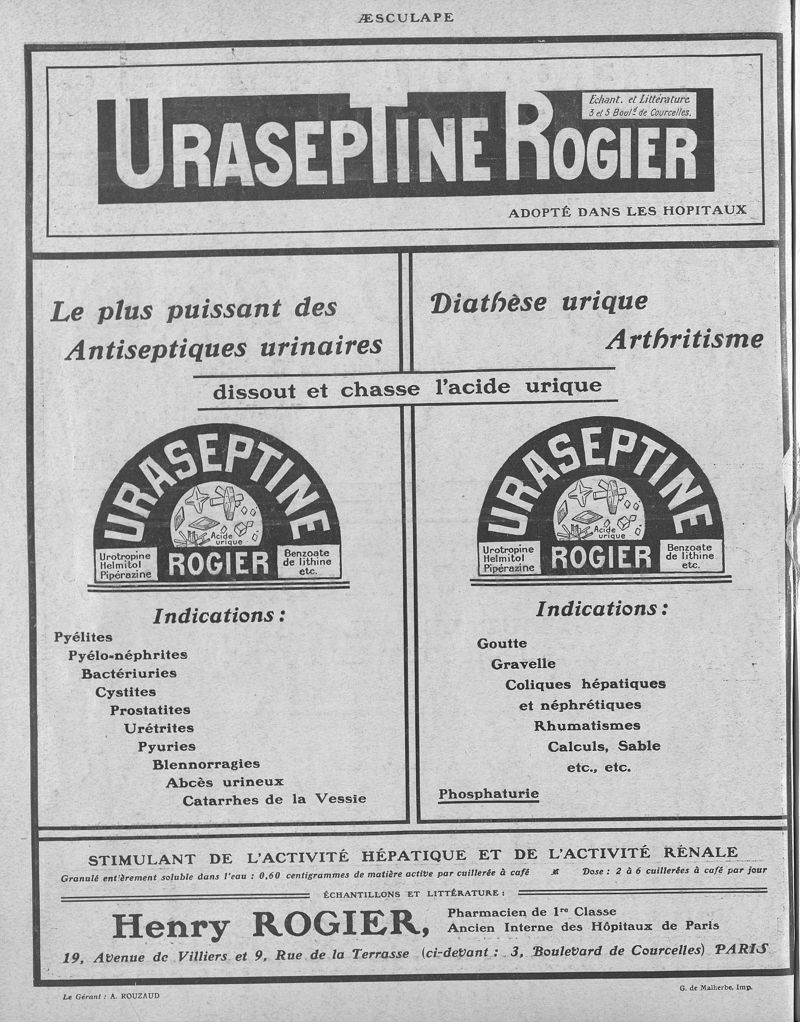 ÆSCULAPE
URASEPTINE ROGIER
Echant. et Littérature
3 et 5 Boulᵈ de Courcelles.
ADOPTÉ DANS LES HOPITAUX
Le plus puissant des
Antiseptiques urinaires
Diathèse urique
Arthritisme
dissout et chasse l'acide urique
URASEPTINE
Acide
urique
Urotropine
Helmitol
Pipérazine
ROGIER
Benzoate
de lithine
etc.
Indications :
Pyélites
Pyélo-néphrites
Bactériuries
Cystites
Prostatites
Urétrites
Pyuries
Blennorragies
Abcès urineux
Catarrhes de la Vessie
URASEPTINE
Acide
urique
Urotropine
Helmitol
Pipérazine
ROGIER
Benzoate
de lithine
etc.
Indications :
Goutte
Gravelle
Coliques hépatiques
et néphrétiques
Rhumatismes
Calculs, Sable
etc., etc.
Phosphaturie
STIMULANT DE L'ACTIVITÉ HÉPATIQUE ET DE L'ACTIVITÉ RÉNALE
Granulé entièrement soluble dans l'eau : 0,60 centigrammes de matière active par cuillerée à café * Dose : 2 à 6 cuillerées à café par jour
ÉCHANTILLONS ET LITTÉRATURE :
Henry ROGIER,
Pharmacien de 1ʳᵉ Classe
Ancien Interne des Hôpitaux de Paris
19, Avenue de Villiers et 9, Rue de la Terrasse (ci-devant : 3, Boulevard de Courcelles) PARIS
Le Gérant : A. ROUZAUD
G. de Malherbe, Imp.